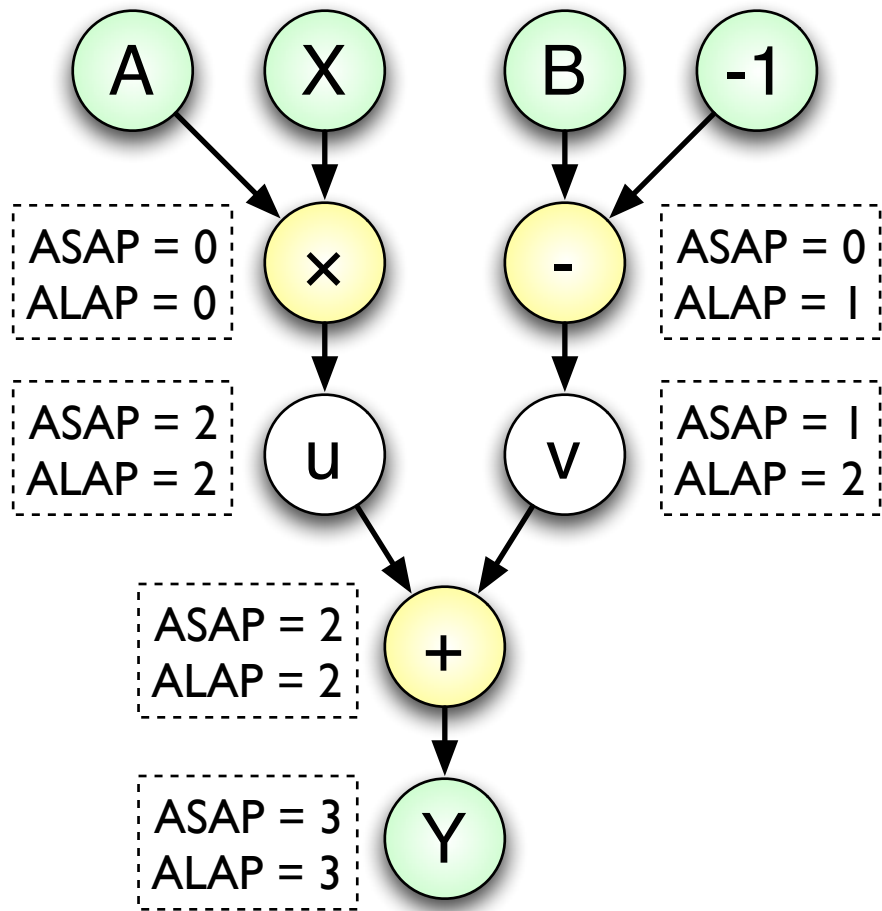 A X B -1
ASAP = 0
ALAP = 0
×
-
ASAP = 0
ALAP = 1
ASAP = 2
ALAP = 2
u
v
ASAP = 1
ALAP = 2
ASAP = 2
ALAP = 2
+
ASAP = 3
ALAP = 3
Y